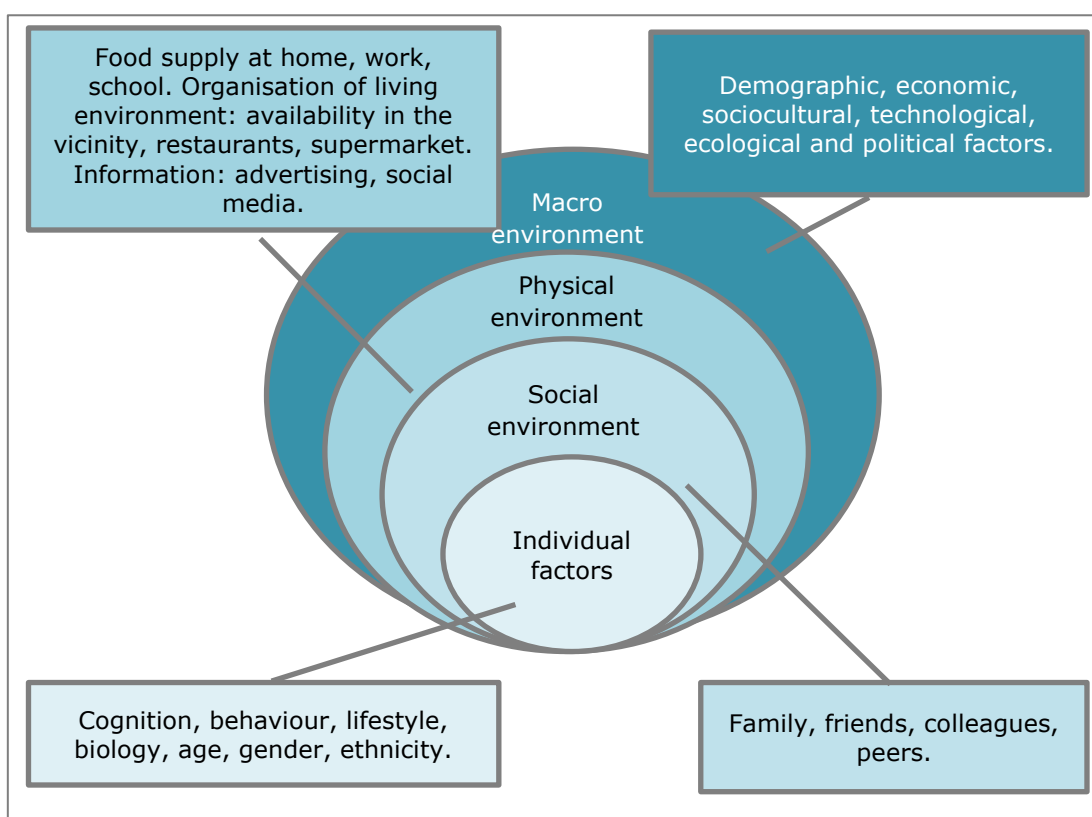 Food supply at home, work,
school. Organisation of living
environment: availability in the
vicinity, restaurants, supermarket.
Information: advertising, social
media.
Demographic, economic,
sociocultural, technological,
ecological and political factors.
Macro
environment
Physical
environment
Social
environment
Individual
factors
Cognition, behaviour, lifestyle,
biology, age, gender, ethnicity.
Family, friends, colleagues,
peers.